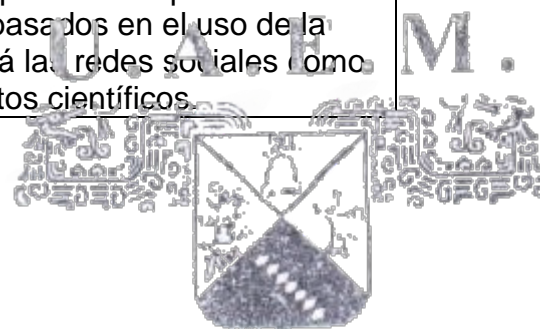 basados en el uso de la
U. A. E. M.
á las redes sociales como
tos científicos.